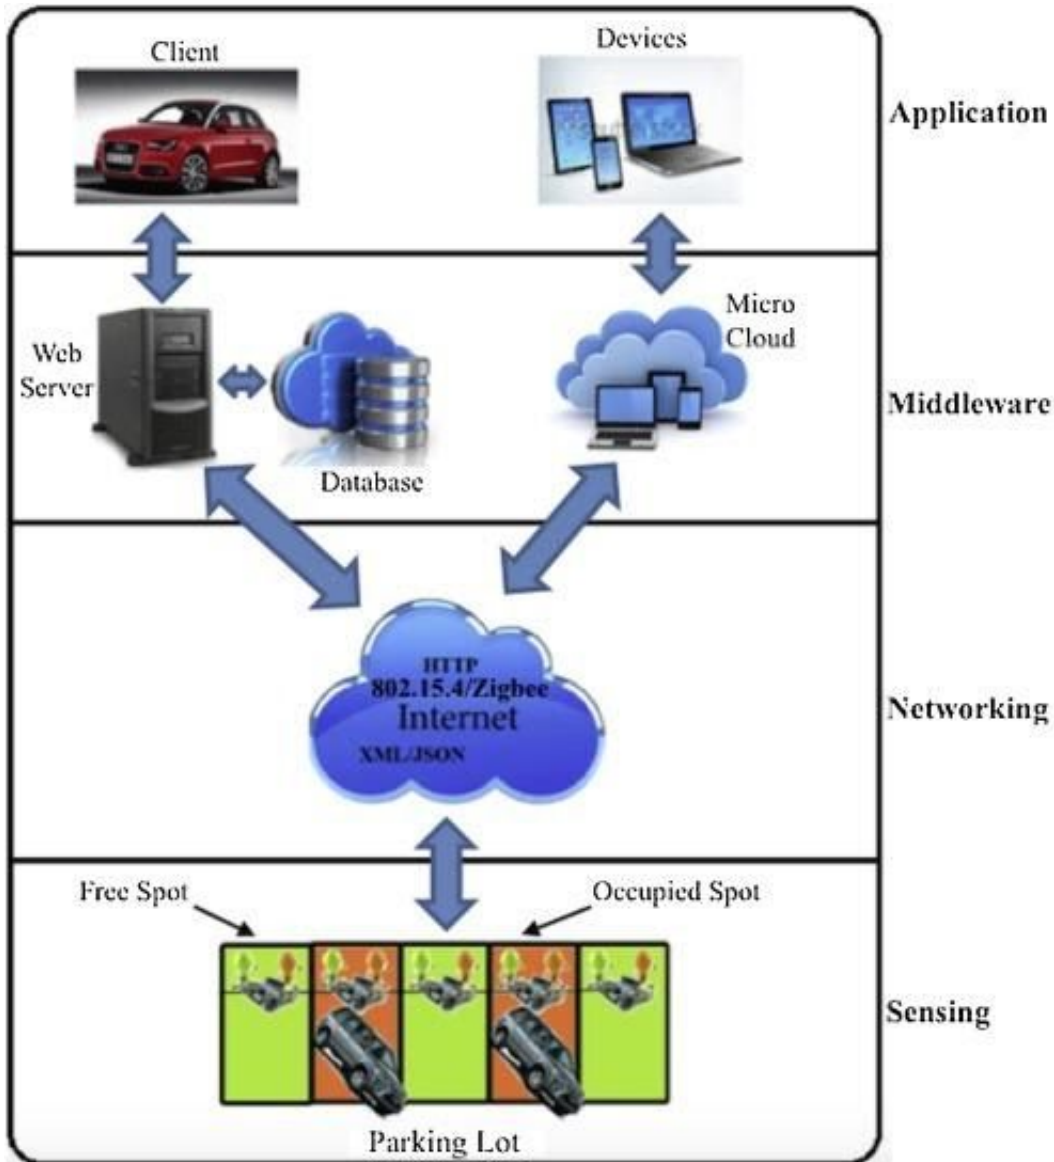 Client
Devices
Application
Web
Server
Database
Micro
Cloud
Middleware
HTTP
802.15.4/Zigbee
Internet
XML/JSON
Networking
Free Spot
Occupied Spot
Sensing
Parking Lot